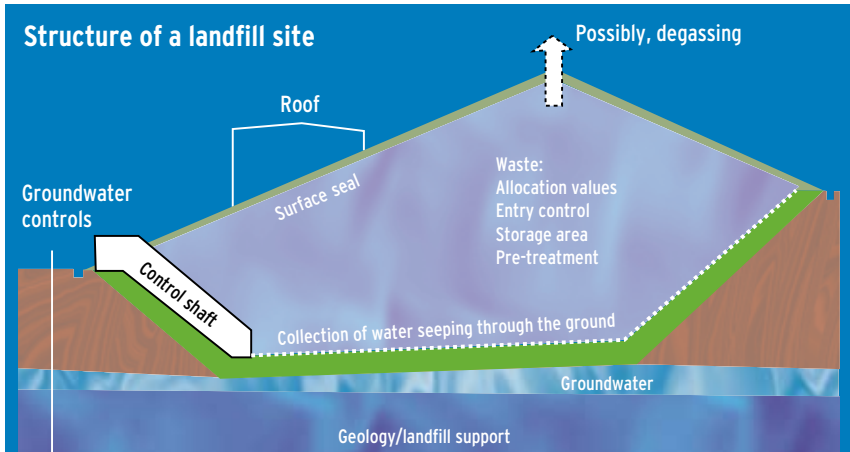 Structure of a landfill site
Possibly, degassing
Roof
Groundwater
controls
Surface seal
Waste:
Allocation values
Entry control
Storage area
Pre-treatment
Control shaft
Collection of water seeping through the ground
Groundwater
Geology/landfill support